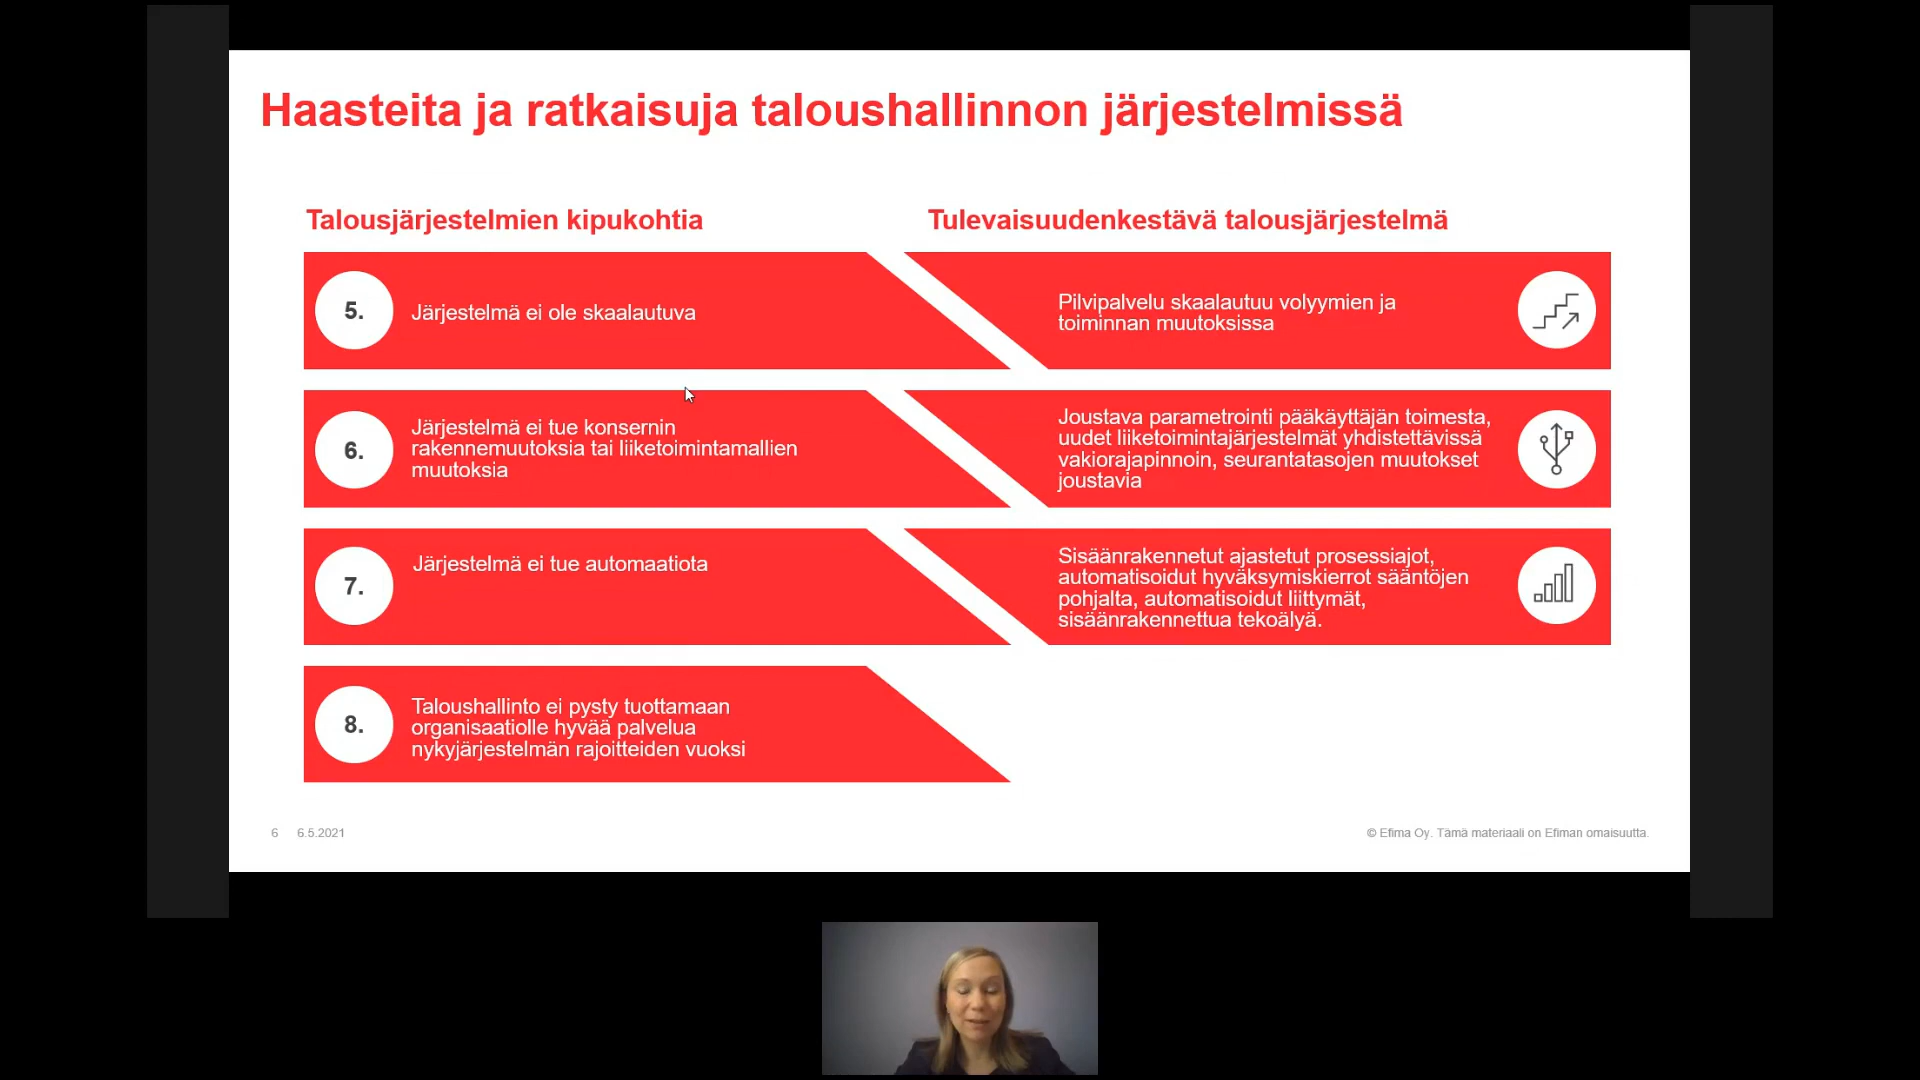 Haasteita ja ratkaisuja taloushallinnon järjestelmissä
Talousjärjestelmien kipukohtia
Tulevaisuudenkestävä talousjärjestelmä
5.
Järjestelmä ei ole skaalautuva
Pilvipalvelu skaalautuu volyymien ja
toiminnan muutoksissa
6.
Järjestelmä ei tue konsernin
rakennemuutoksia tai liiketoimintamallien
muutoksia
Joustava parametrointi pääkäyttäjän toimesta,
uudet liiketoimintajärjestelmät yhdistettävissä
vakiorajapinnoin, seurantatasojen muutokset
joustavia
7.
Järjestelmä ei tue automaatiota
Sisäänrakennetut ajastetut prosessiajot,
automatisoidut hyväksymiskierrot sääntöjen
pohjalta, automatisoidut liittymät,
sisäänrakennettua tekoälyä.
8.
Taloushallinto ei pysty tuottamaan
organisaatiolle hyvää palvelua
nykyjärjestelmän rajoitteiden vuoksi
6 6.5.2021
© Efima Oy. Tämä materiaali on Efiman omaisuutta.